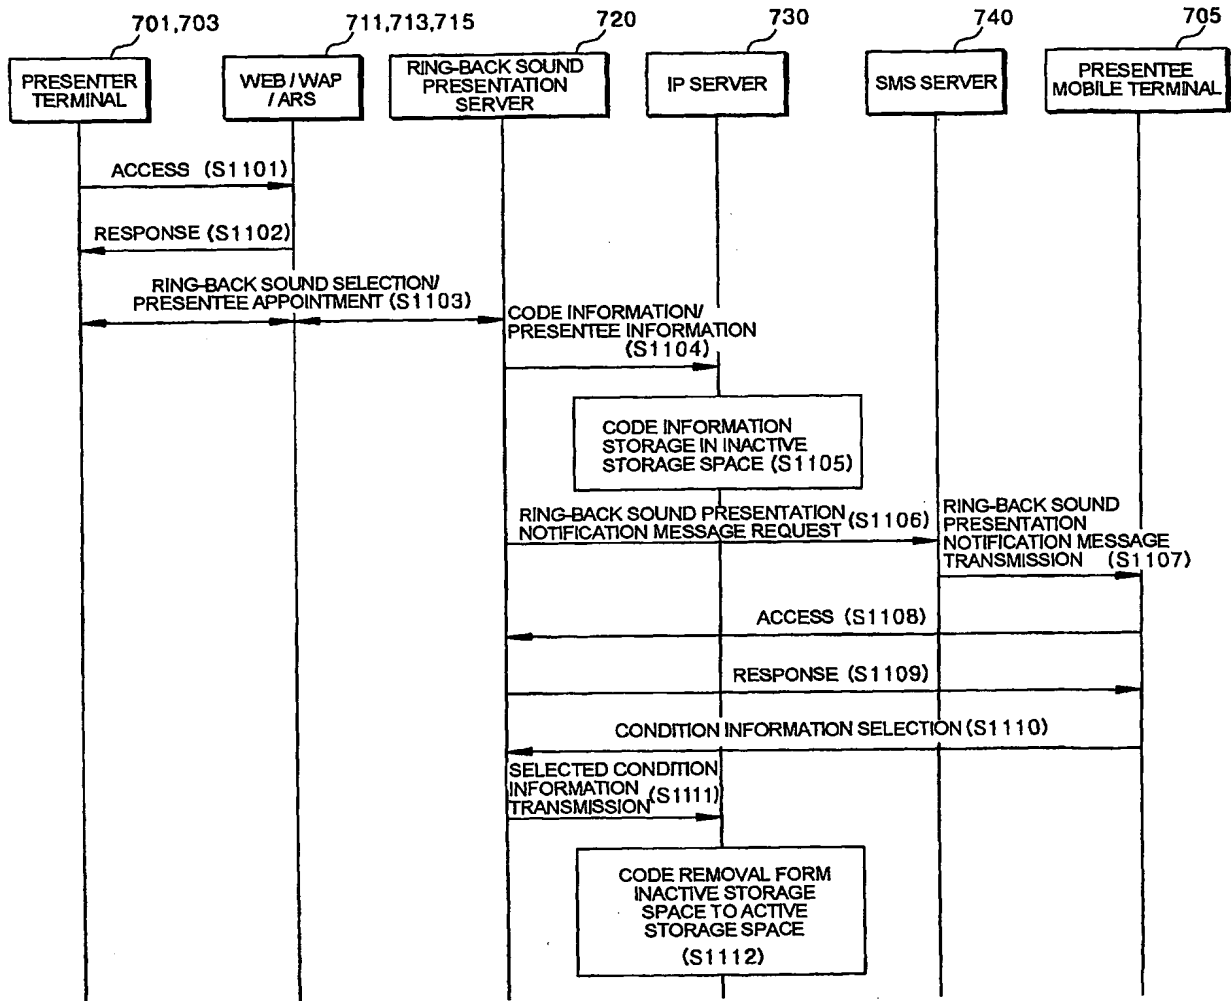 701,703
711,713,715
720
730
740
705
PRESENTER
TERMINAL
WEB / WAP
/ ARS
RING-BACK SOUND
PRESENTATION
SERVER
IP SERVER
SMS SERVER
PRESENTEE
MOBILE TERMINAL
ACCESS (S1101)
RESPONSE (S1102)
RING-BACK SOUND SELECTION/
PRESENTEE APPOINTMENT (S1103)
CODE INFORMATION/
PRESENTEE INFORMATION
(S1104)
CODE INFORMATION
STORAGE IN INACTIVE
STORAGE SPACE (S1105)
RING-BACK SOUND PRESENTATION
NOTIFICATION MESSAGE REQUEST (S1106)
RING-BACK SOUND
PRESENTATION
NOTIFICATION MESSAGE
TRANSMISSION (S1107)
ACCESS (S1108)
RESPONSE (S1109)
CONDITION INFORMATION SELECTION (S1110)
SELECTED CONDITION
INFORMATION
TRANSMISSION (S1111)
CODE REMOVAL FORM
INACTIVE STORAGE
SPACE TO ACTIVE
STORAGE SPACE
(S1112)